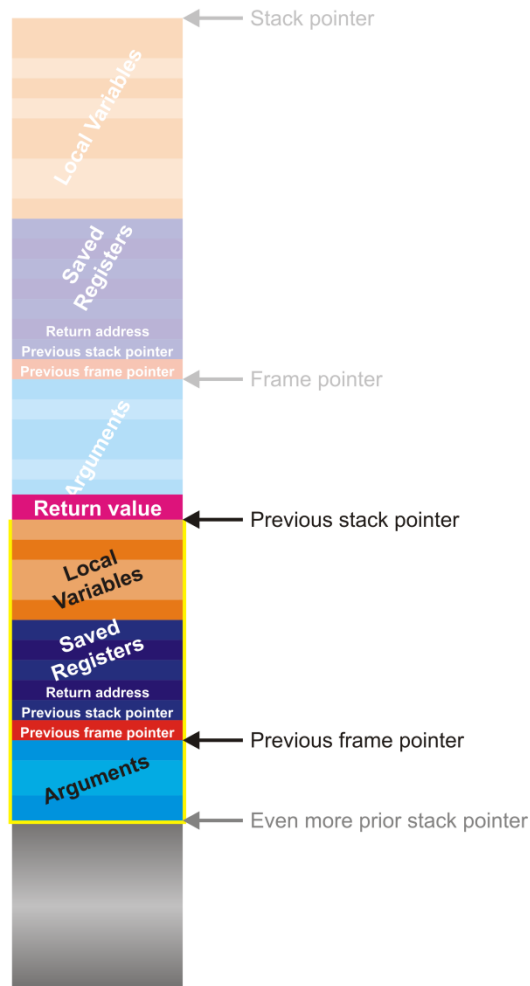 Stack pointer
Local Variables
Saved
Registers
Return address
Previous stack pointer
Previous frame pointer
Frame pointer
Arguments
Return value
Previous stack pointer
Local
Variables
Saved
Registers
Return address
Previous stack pointer
Previous frame pointer
Previous frame pointer
Arguments
Even more prior stack pointer